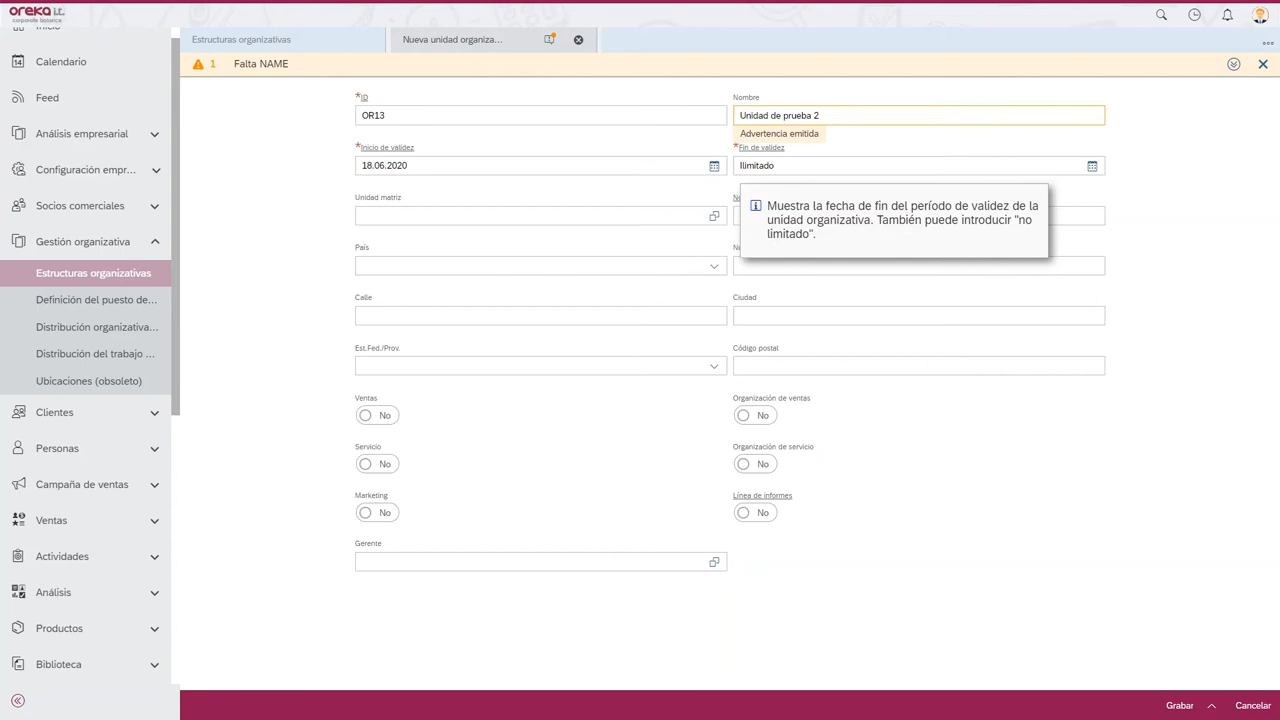 oreka i.t.
corporate balance
Inicio
Calendario
Feed
Análisis empresarial
Configuración empr...
Socios comerciales
Gestión organizativa
Estructuras organizativas
Definición del puesto de...
Distribución organizativa...
Distribución del trabajo ...
Ubicaciones (obsoleto)
Clientes
Personas
Campaña de ventas
Ventas
Actividades
Análisis
Productos
Biblioteca
Estructuras organizativas
Nueva unidad organiza...
1 Falta NAME
*ID
OR13
Nombre
Unidad de prueba 2
Advertencia emitida
*Inicio de validez
18.06.2020
*Fin de validez
Ilimitado
Muestra la fecha de fin del período de validez de la
unidad organizativa. También puede introducir "no
limitado".
Unidad matriz
País
Calle
Ciudad
Est.Fed./Prov.
Código postal
Ventas
No
Organización de ventas
No
Servicio
No
Organización de servicio
No
Marketing
No
Línea de informes
No
Gerente
Grabar
Cancelar